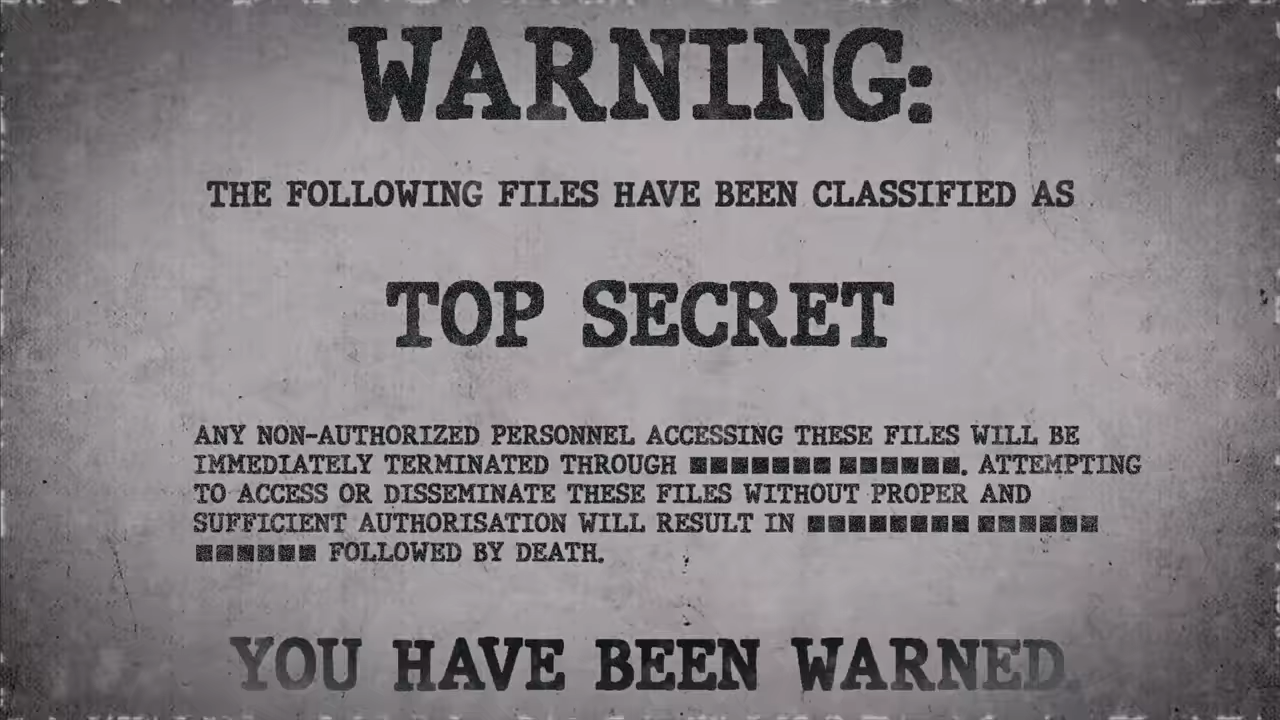 WARNING:
THE FOLLOWING FILES HAVE BEEN CLASSIFIED AS
TOP SECRET
ANY NON-AUTHORIZED PERSONNEL ACCESSING THESE FILES WILL BE
IMMEDIATELY TERMINATED THROUGH ■■■■■■■ ■■■■■■. ATTEMPTING
TO ACCESS OR DISSEMINATE THESE FILES WITHOUT PROPER AND
SUFFICIENT AUTHORISATION WILL RESULT IN ■■■■■■■■ ■■■■■■
■■■■■■ FOLLOWED BY DEATH.
YOU HAVE BEEN WARNED.